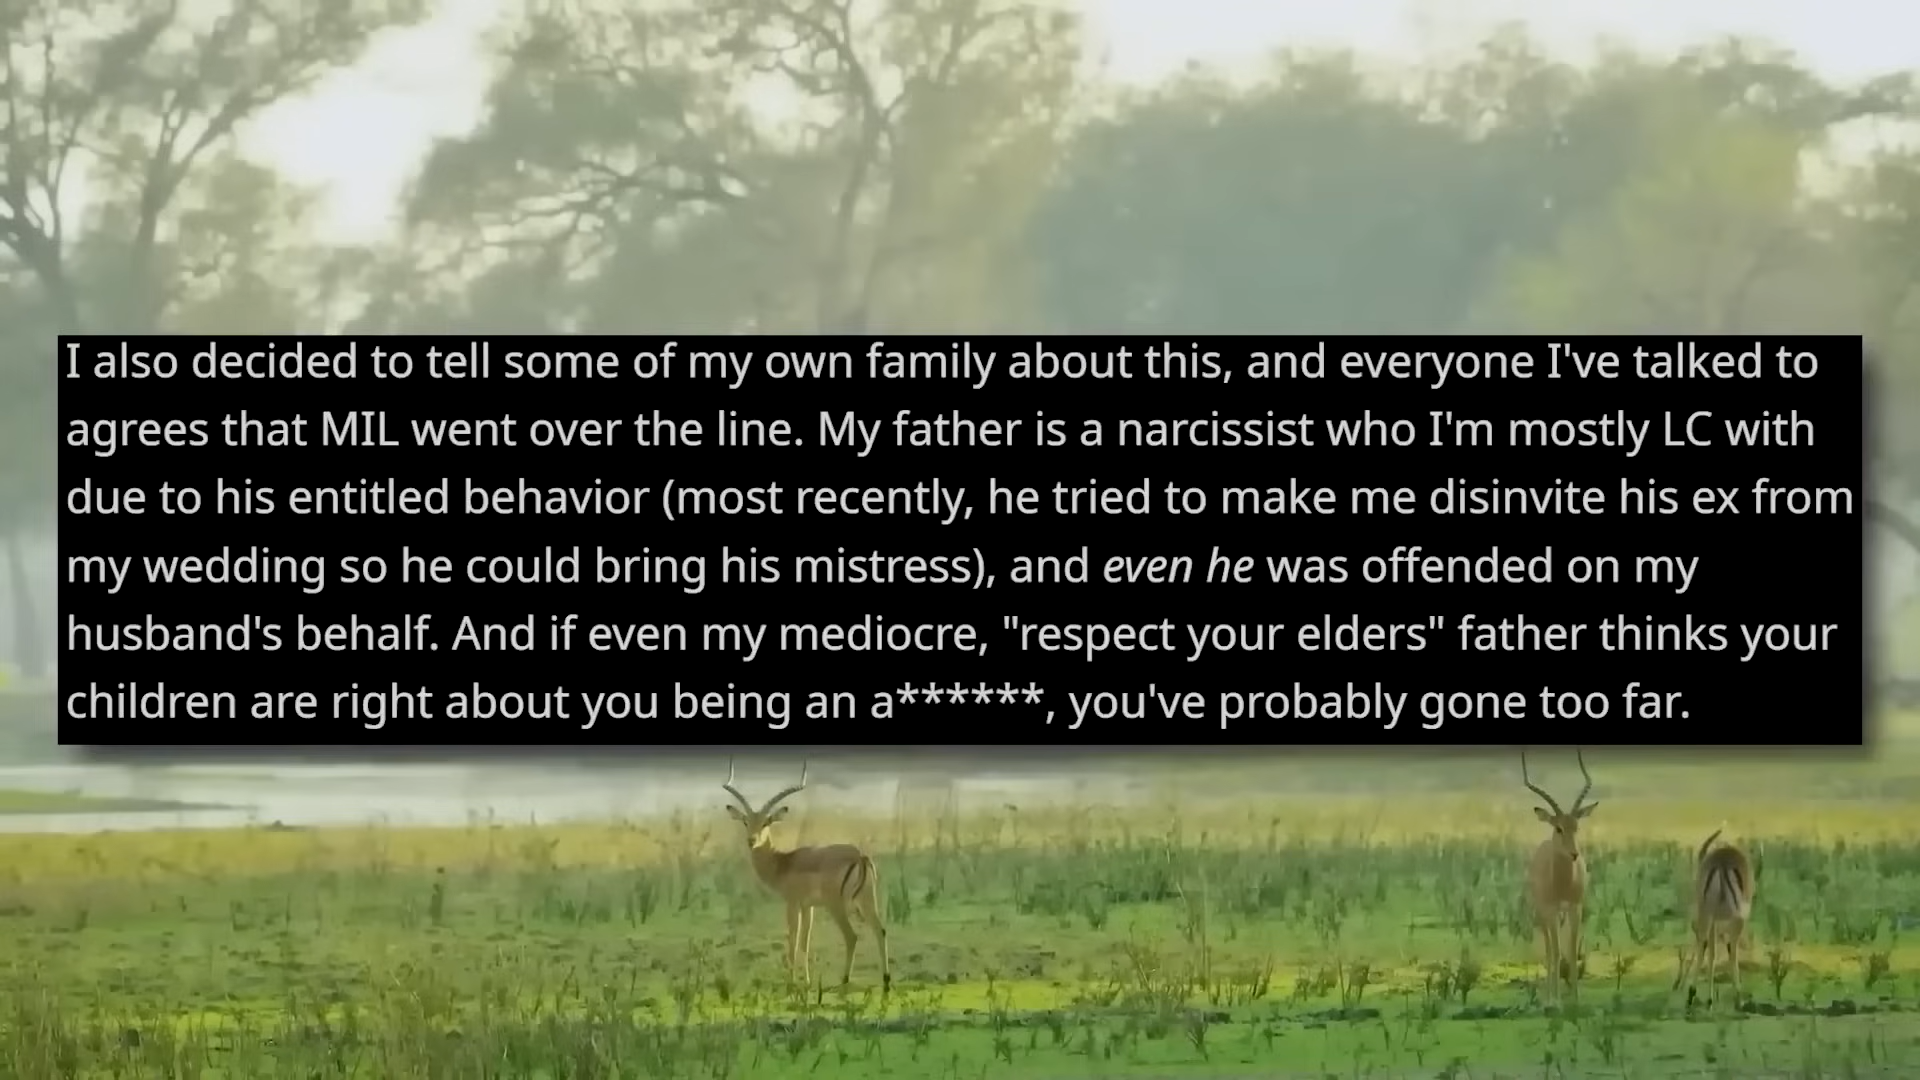 I also decided to tell some of my own family about this, and everyone I've talked to
agrees that MIL went over the line. My father is a narcissist who I'm mostly LC with
due to his entitled behavior (most recently, he tried to make me disinvite his ex from
my wedding so he could bring his mistress), and even he was offended on my
husband's behalf. And if even my mediocre, "respect your elders" father thinks your
children are right about you being an a******, you've probably gone too far.